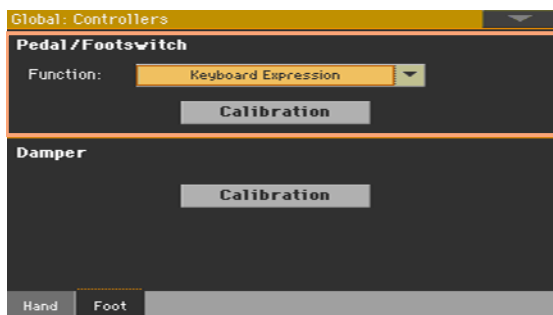 Global: Controllers
Pedal/Footswitch
Function: Keyboard Expression
Calibration
Damper
Calibration
Hand Foot